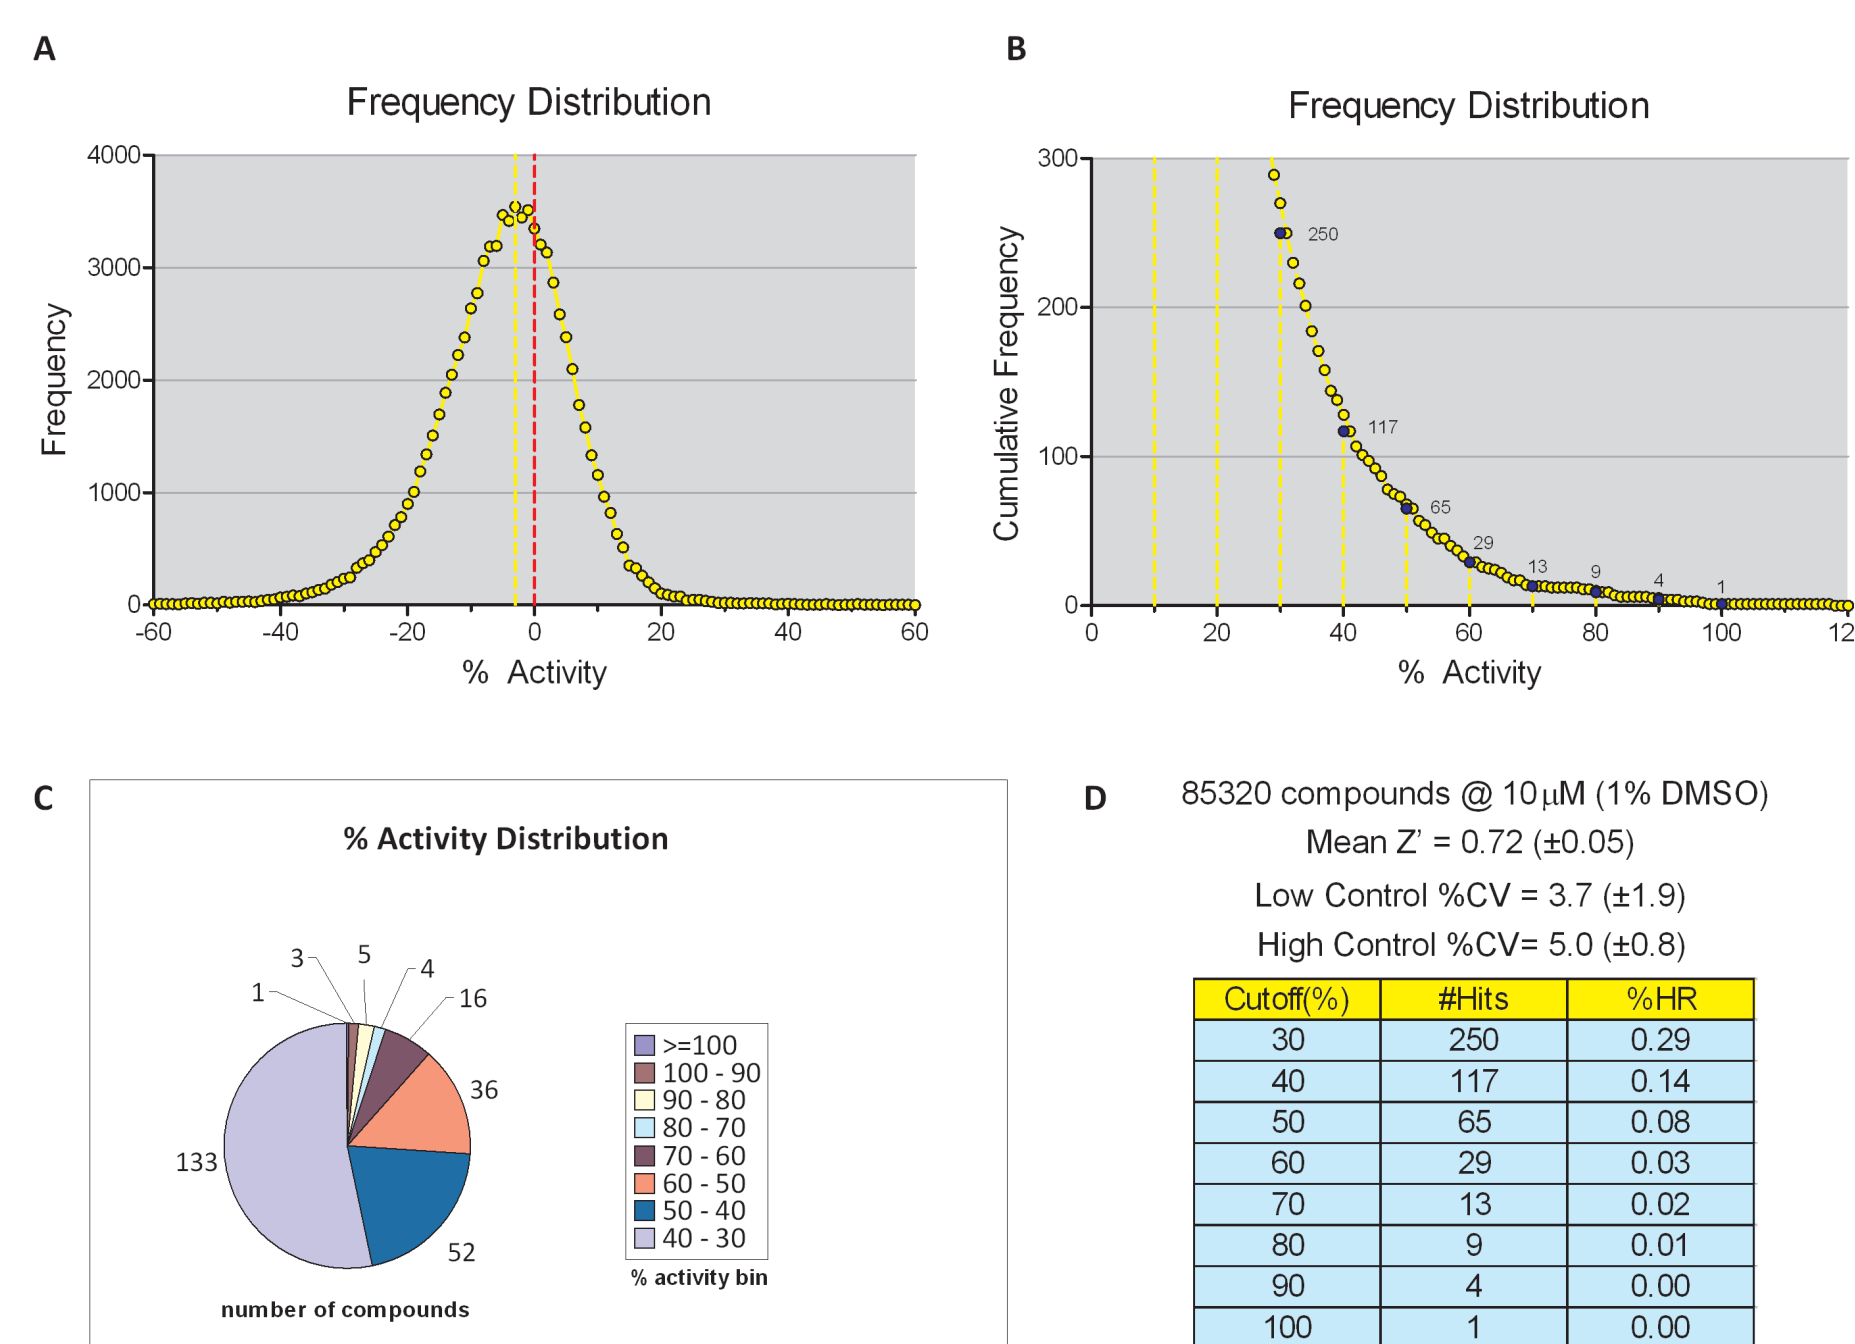 A
Frequency Distribution
4000
3000
2000
1000
0
-60
-40
-20
0
20
40
60
Frequency
% Activity
B
Frequency Distribution
300
200
100
0
0
20
40
60
80
100
12
Cumulative Frequency
% Activity
250
117
65
29
13
9
4
1
C
% Activity Distribution
1
3
5
4
16
36
52
133
>=100
100 - 90
90 - 80
80 - 70
70 - 60
60 - 50
50 - 40
40 - 30
% activity bin
number of compounds
D
85320 compounds @ 10µM (1% DMSO)
Mean Z’ = 0.72 (±0.05)
Low Control %CV = 3.7 (±1.9)
High Control %CV= 5.0 (±0.8)
Cutoff(%) #Hits %HR
30 250 0.29
40 117 0.14
50 65 0.08
60 29 0.03
70 13 0.02
80 9 0.01
90 4 0.00
100 1 0.00